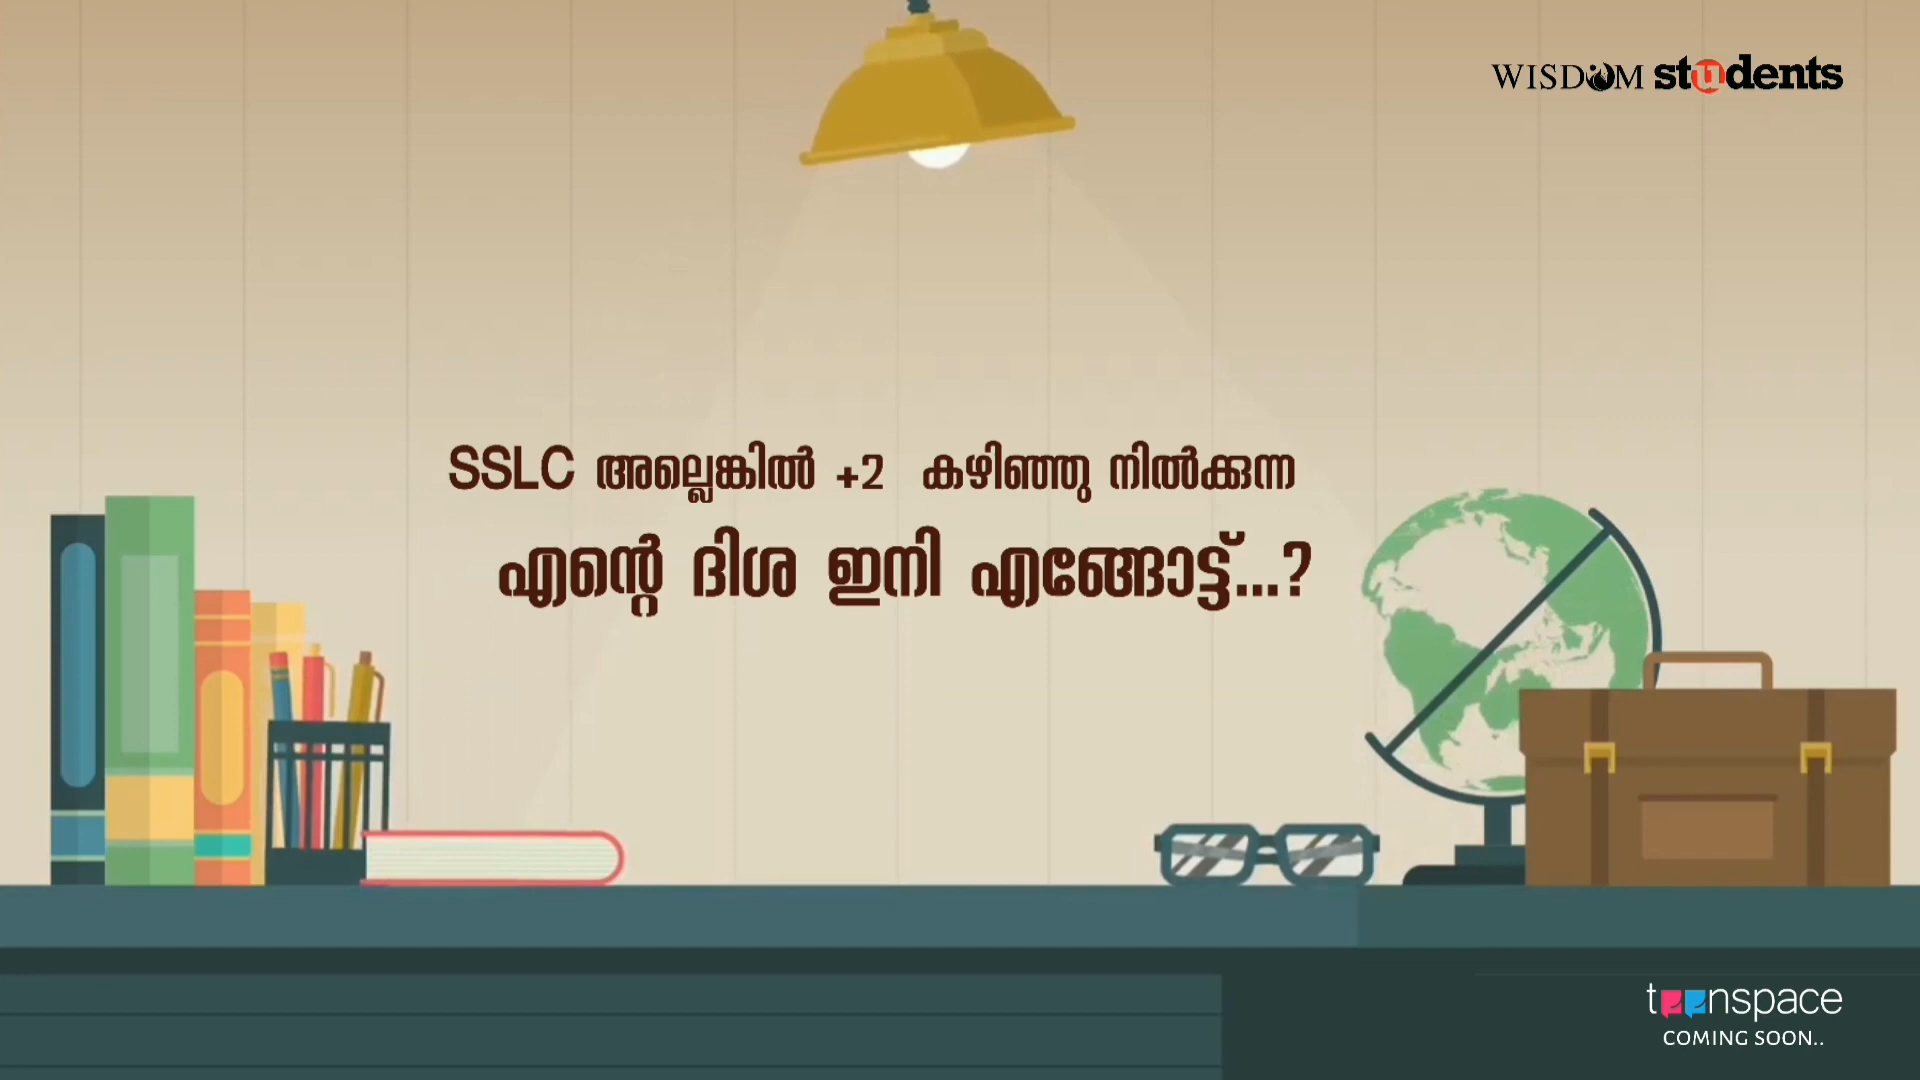 WISDOM students
SSLC അല്ലെങ്കിൽ +2 കഴിഞ്ഞു നിൽക്കുന്ന
എന്റെ ദിശ ഇനി എങ്ങോട്ട്...?
teenspace
COMING SOON..